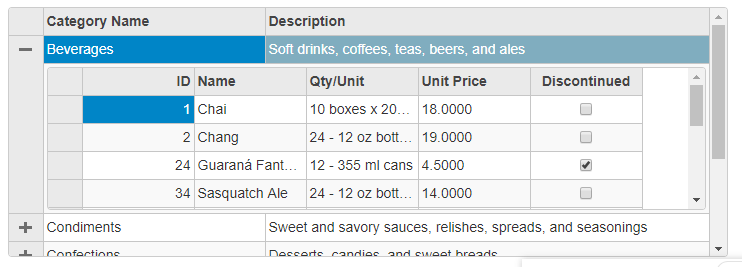 Category Name Description
Beverages Soft drinks, coffees, teas, beers, and ales
ID Name Qty/Unit Unit Price Discontinued
1 Chai 10 boxes x 20... 18.0000
2 Chang 24 - 12 oz bott... 19.0000
24 Guaraná Fant... 12 - 355 ml cans 4.5000
34 Sasquatch Ale 24 - 12 oz bott... 14.0000
Condiments Sweet and savory sauces, relishes, spreads, and seasonings
Confections Desserts, candies, and sweet breads